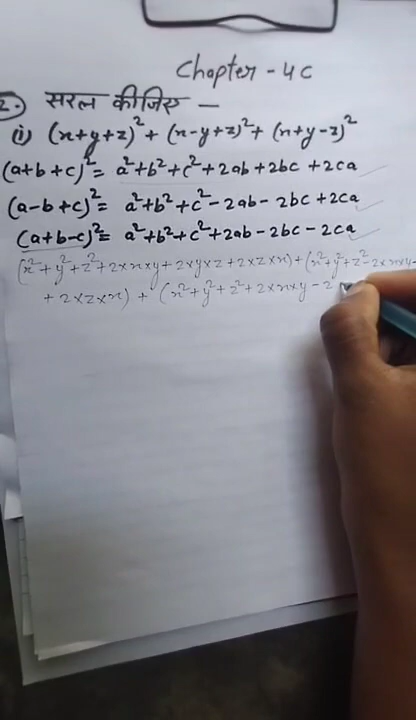 Chapter - 4C
2. सरल कीजिए -
(i) (x+y+z)² + (x-y+z)² + (x+y-z)²
(a+b+c)² = a²+b²+c²+2ab+2bc+2ca
(a-b+c)² = a²+b²+c²-2ab-2bc+2ca
(a+b-c)² = a²+b²+c²+2ab-2bc-2ca
(x²+y²+z²+2×x×y+2×y×z+2×z×x)+(x²+y²+z²-2×x×y-
+2×z×x) + (x²+y²+z²+2×x×y-2